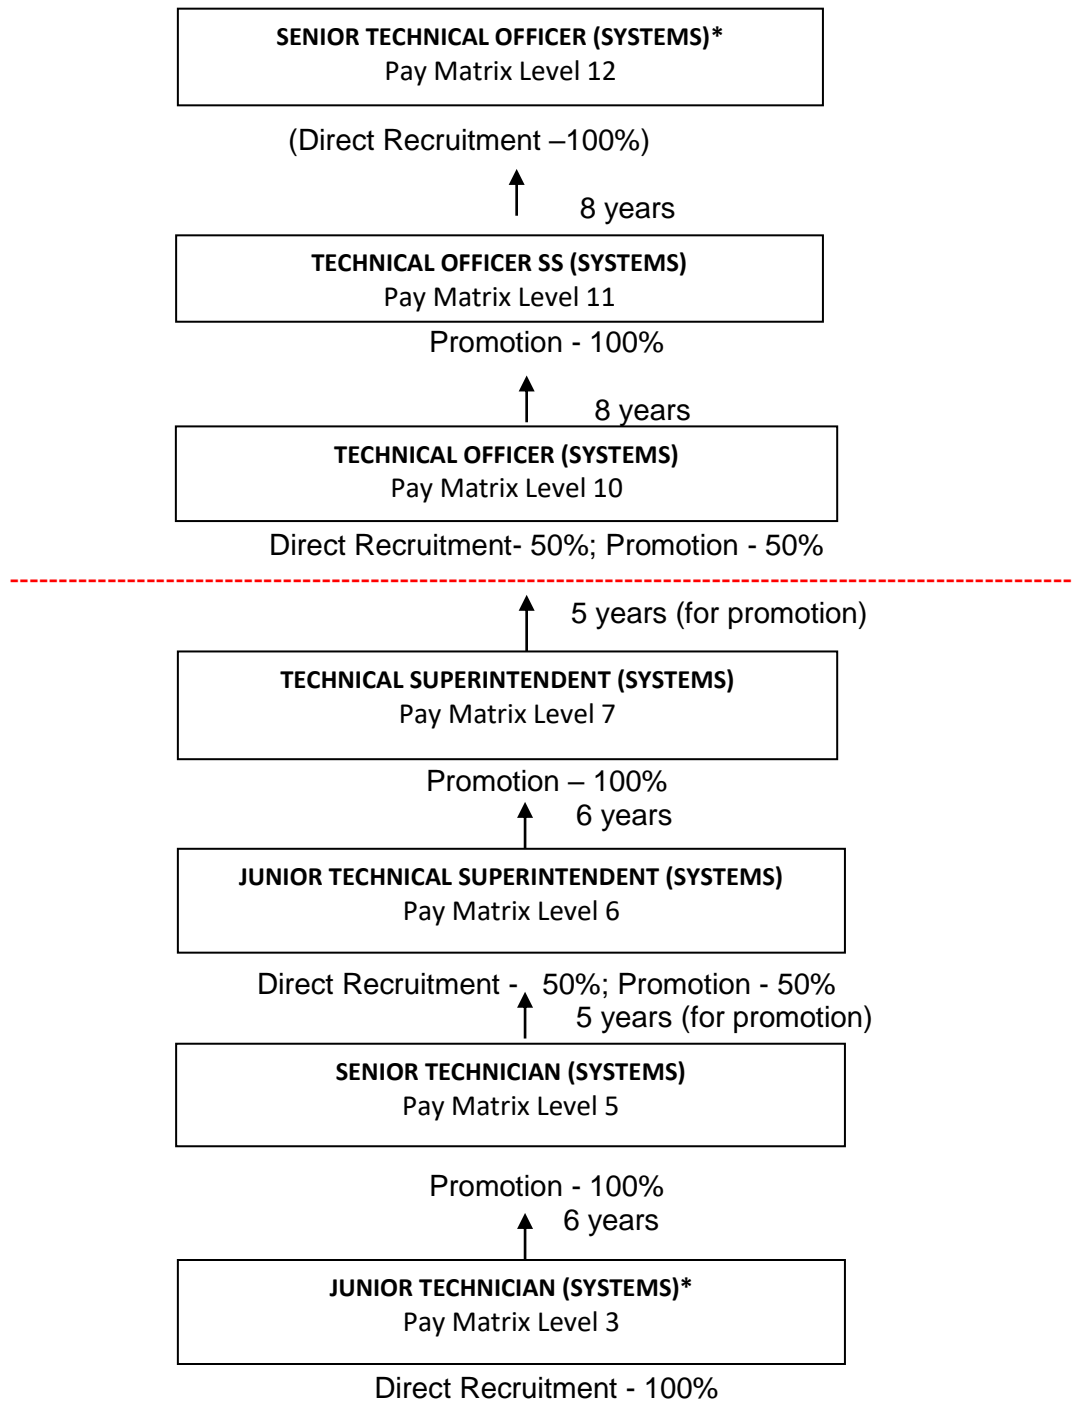 SENIOR TECHNICAL OFFICER (SYSTEMS)*
Pay Matrix Level 12
(Direct Recruitment –100%)
8 years
TECHNICAL OFFICER SS (SYSTEMS)
Pay Matrix Level 11
Promotion - 100%
8 years
TECHNICAL OFFICER (SYSTEMS)
Pay Matrix Level 10
Direct Recruitment- 50%; Promotion - 50%
5 years (for promotion)
TECHNICAL SUPERINTENDENT (SYSTEMS)
Pay Matrix Level 7
Promotion – 100%
6 years
JUNIOR TECHNICAL SUPERINTENDENT (SYSTEMS)
Pay Matrix Level 6
Direct Recruitment - 50%; Promotion - 50%
5 years (for promotion)
SENIOR TECHNICIAN (SYSTEMS)
Pay Matrix Level 5
Promotion - 100%
6 years
JUNIOR TECHNICIAN (SYSTEMS)*
Pay Matrix Level 3
Direct Recruitment - 100%